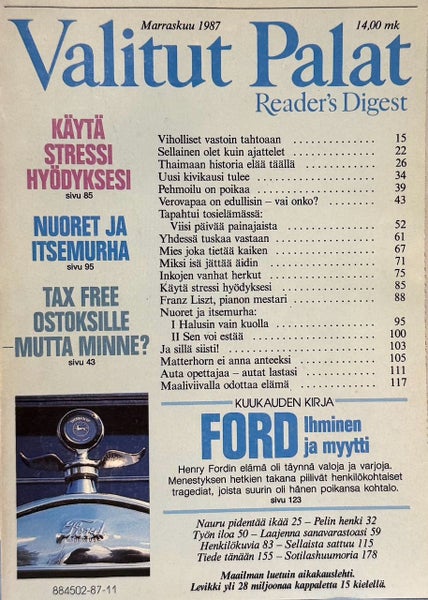 Marraskuu 1987
14,00 mk
Valitut Palat
Reader's Digest
KÄYTÄ
STRESSI
HYÖDYKSESI
sivu 85
NUORET JA
ITSEMURHA
sivu 95
TAX FREE
OSTOKSILLE
–MUTTA MINNE?
sivu 43
Viholliset vastoin tahtoaan . . . . . . . . . . . . . . . . 15
Sellainen olet kuin ajattelet . . . . . . . . . . . . . . . 22
Thaimaan historia elää täällä . . . . . . . . . . . . . . 26
Uusi kivikausi tulee . . . . . . . . . . . . . . . . . . . . . . 34
Pehmoilu on poikaa . . . . . . . . . . . . . . . . . . . . . . 39
Verovapaa on edullisin – vai onko? . . . . . . . . . . 43
Tapahtui tosielämässä:
Viisi päivää painajaista . . . . . . . . . . . . . . . . . . 52
Yhdessä tuskaa vastaan . . . . . . . . . . . . . . . . . . 61
Mies joka tietää kaiken . . . . . . . . . . . . . . . . . . . 67
Miksi isä jättää äidin . . . . . . . . . . . . . . . . . . . . . 71
Inkojen vanhat herkut . . . . . . . . . . . . . . . . . . . . 75
Käytä stressi hyödyksesi . . . . . . . . . . . . . . . . . . 85
Franz Liszt, pianon mestari . . . . . . . . . . . . . . . . 88
Nuoret ja itsemurha:
I Halusin vain kuolla . . . . . . . . . . . . . . . . . . . . 95
II Sen voi estää . . . . . . . . . . . . . . . . . . . . . . . . 100
Ja sillä siisti! . . . . . . . . . . . . . . . . . . . . . . . . . . . 103
Matterhorn ei anna anteeksi . . . . . . . . . . . . . . . 105
Auta opettajaa – autat lastasi . . . . . . . . . . . . . . 111
Maaliviivalla odottaa elämä . . . . . . . . . . . . . . . 117
KUUKAUDEN KIRJA
FORD Ihminen
ja myytti
Henry Fordin elämä oli täynnä valoja ja varjoja.
Menestyksen hetkien takana piilivät henkilökohtaiset
tragediat, joista suurin oli hänen poikansa kohtalo.
sivu 123
Nauru pidentää ikää 25 – Pelin henki 32
Työn iloa 50 – Laajenna sanavarastoasi 59
Henkilökuvia 83 – Sellaista sattuu 115
Tiede tänään 155 – Sotilashuumoria 178
Maailman luetuin aikakauslehti.
Levikki yli 28 miljoonaa kappaletta 15 kielellä.
Ford
884502-87-11